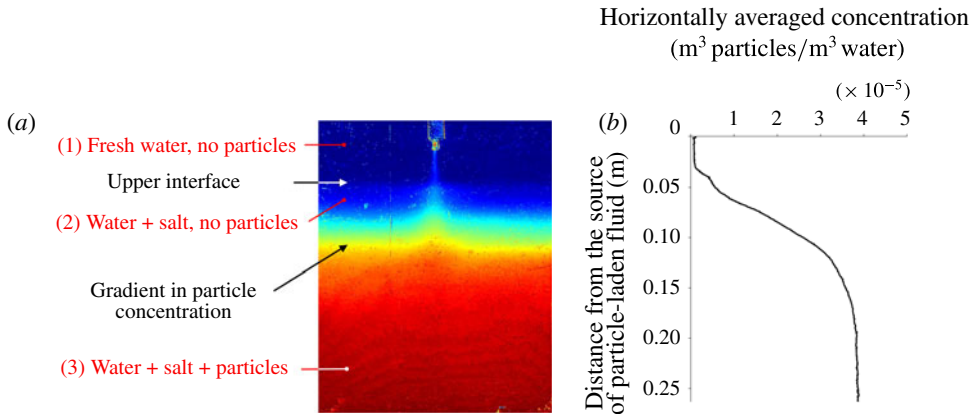 Horizontally averaged concentration
(m³ particles/m³ water)
(× 10⁻⁵)
(a)
(1) Fresh water, no particles
Upper interface
(2) Water + salt, no particles
Gradient in particle
concentration
(3) Water + salt + particles
(b)
0 1 2 3 4 5
0.05
0.10
0.15
0.20
0.25
Distance from the source
of particle-laden fluid (m)